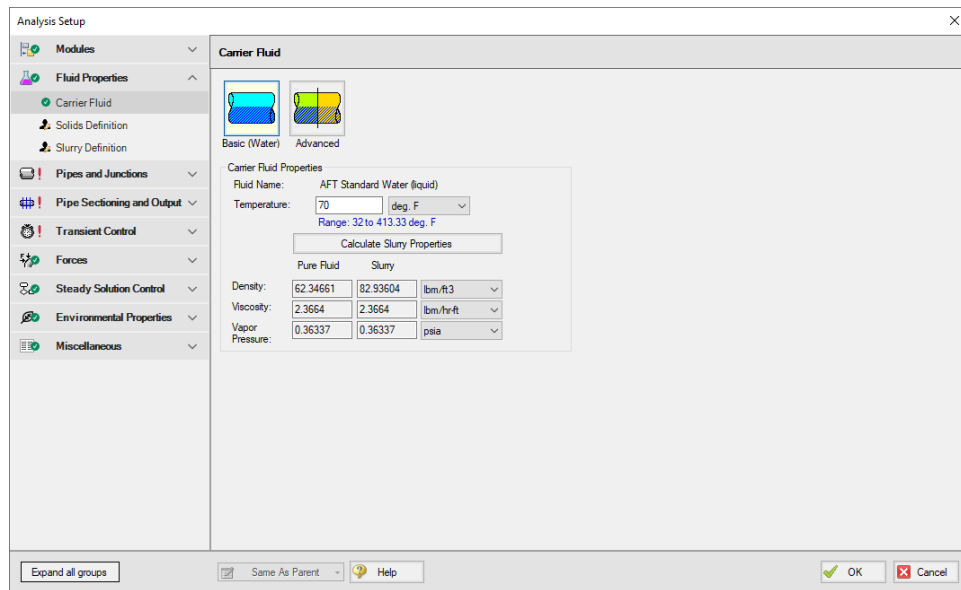 Analysis Setup
Modules
Fluid Properties
Carrier Fluid
Solids Definition
Slurry Definition
Pipes and Junctions
Pipe Sectioning and Output
Transient Control
Forces
Steady Solution Control
Environmental Properties
Miscellaneous
Carrier Fluid
Basic (Water) Advanced
Carrier Fluid Properties
Fluid Name: AFT Standard Water (liquid)
Temperature: 70 deg. F
Range: 32 to 413.33 deg. F
Calculate Slurry Properties
Pure Fluid Slurry
Density: 62.34661 82.93604 lbm/ft3
Viscosity: 2.3664 2.3664 lbm/hr-ft
Vapor
Pressure: 0.36337 0.36337 psia
Expand all groups Same As Parent Help OK Cancel